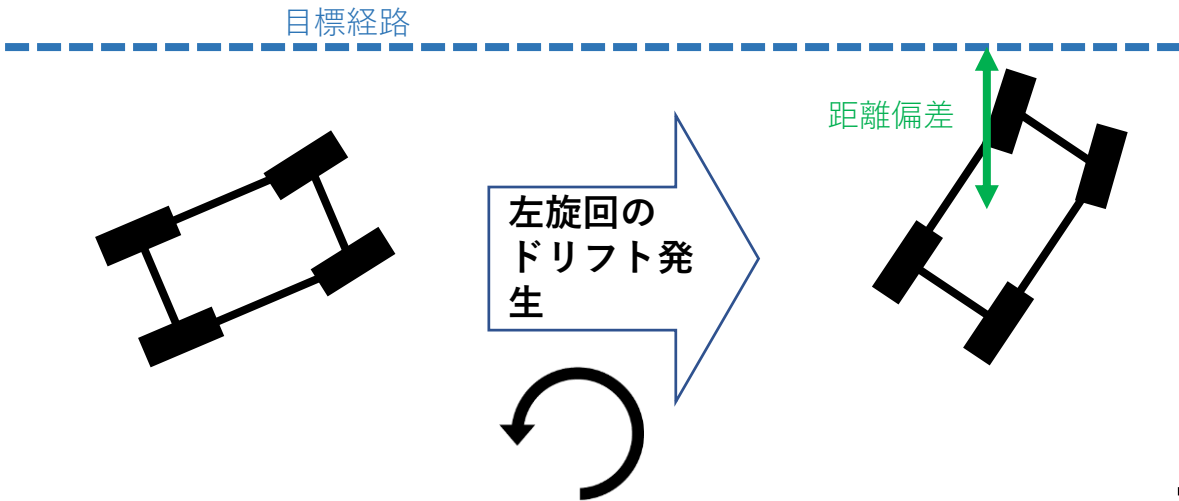 目標経路
距離偏差
左旋回の
ドリフト発
生